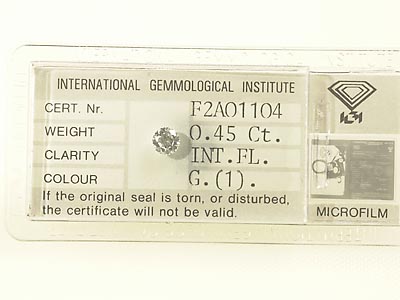 INTERNATIONAL GEMMOLOGICAL INSTITUTE
CERT. Nr. F2A01104
WEIGHT 0.45 Ct.
CLARITY INT.FL.
COLOUR G.(1).
If the original seal is torn, or disturbed,
the certificate will not be valid.
IGI
MICROFILM